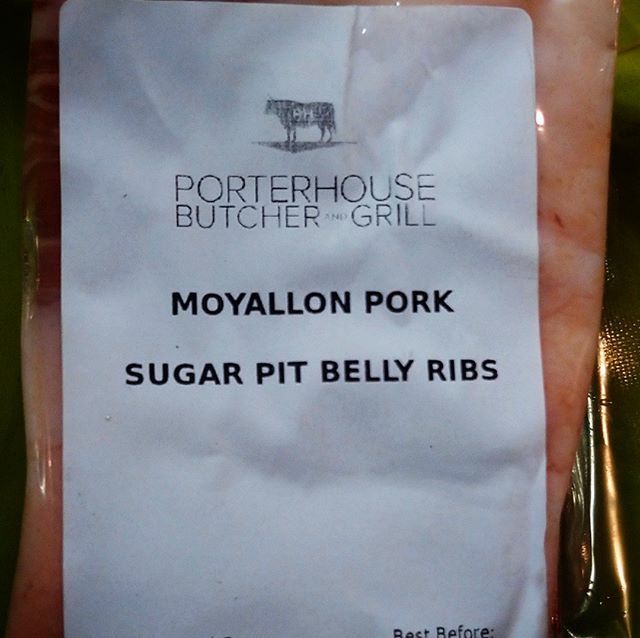 PORTERHOUSE
BUTCHER AND GRILL
MOYALLON PORK
SUGAR PIT BELLY RIBS
Best Before: